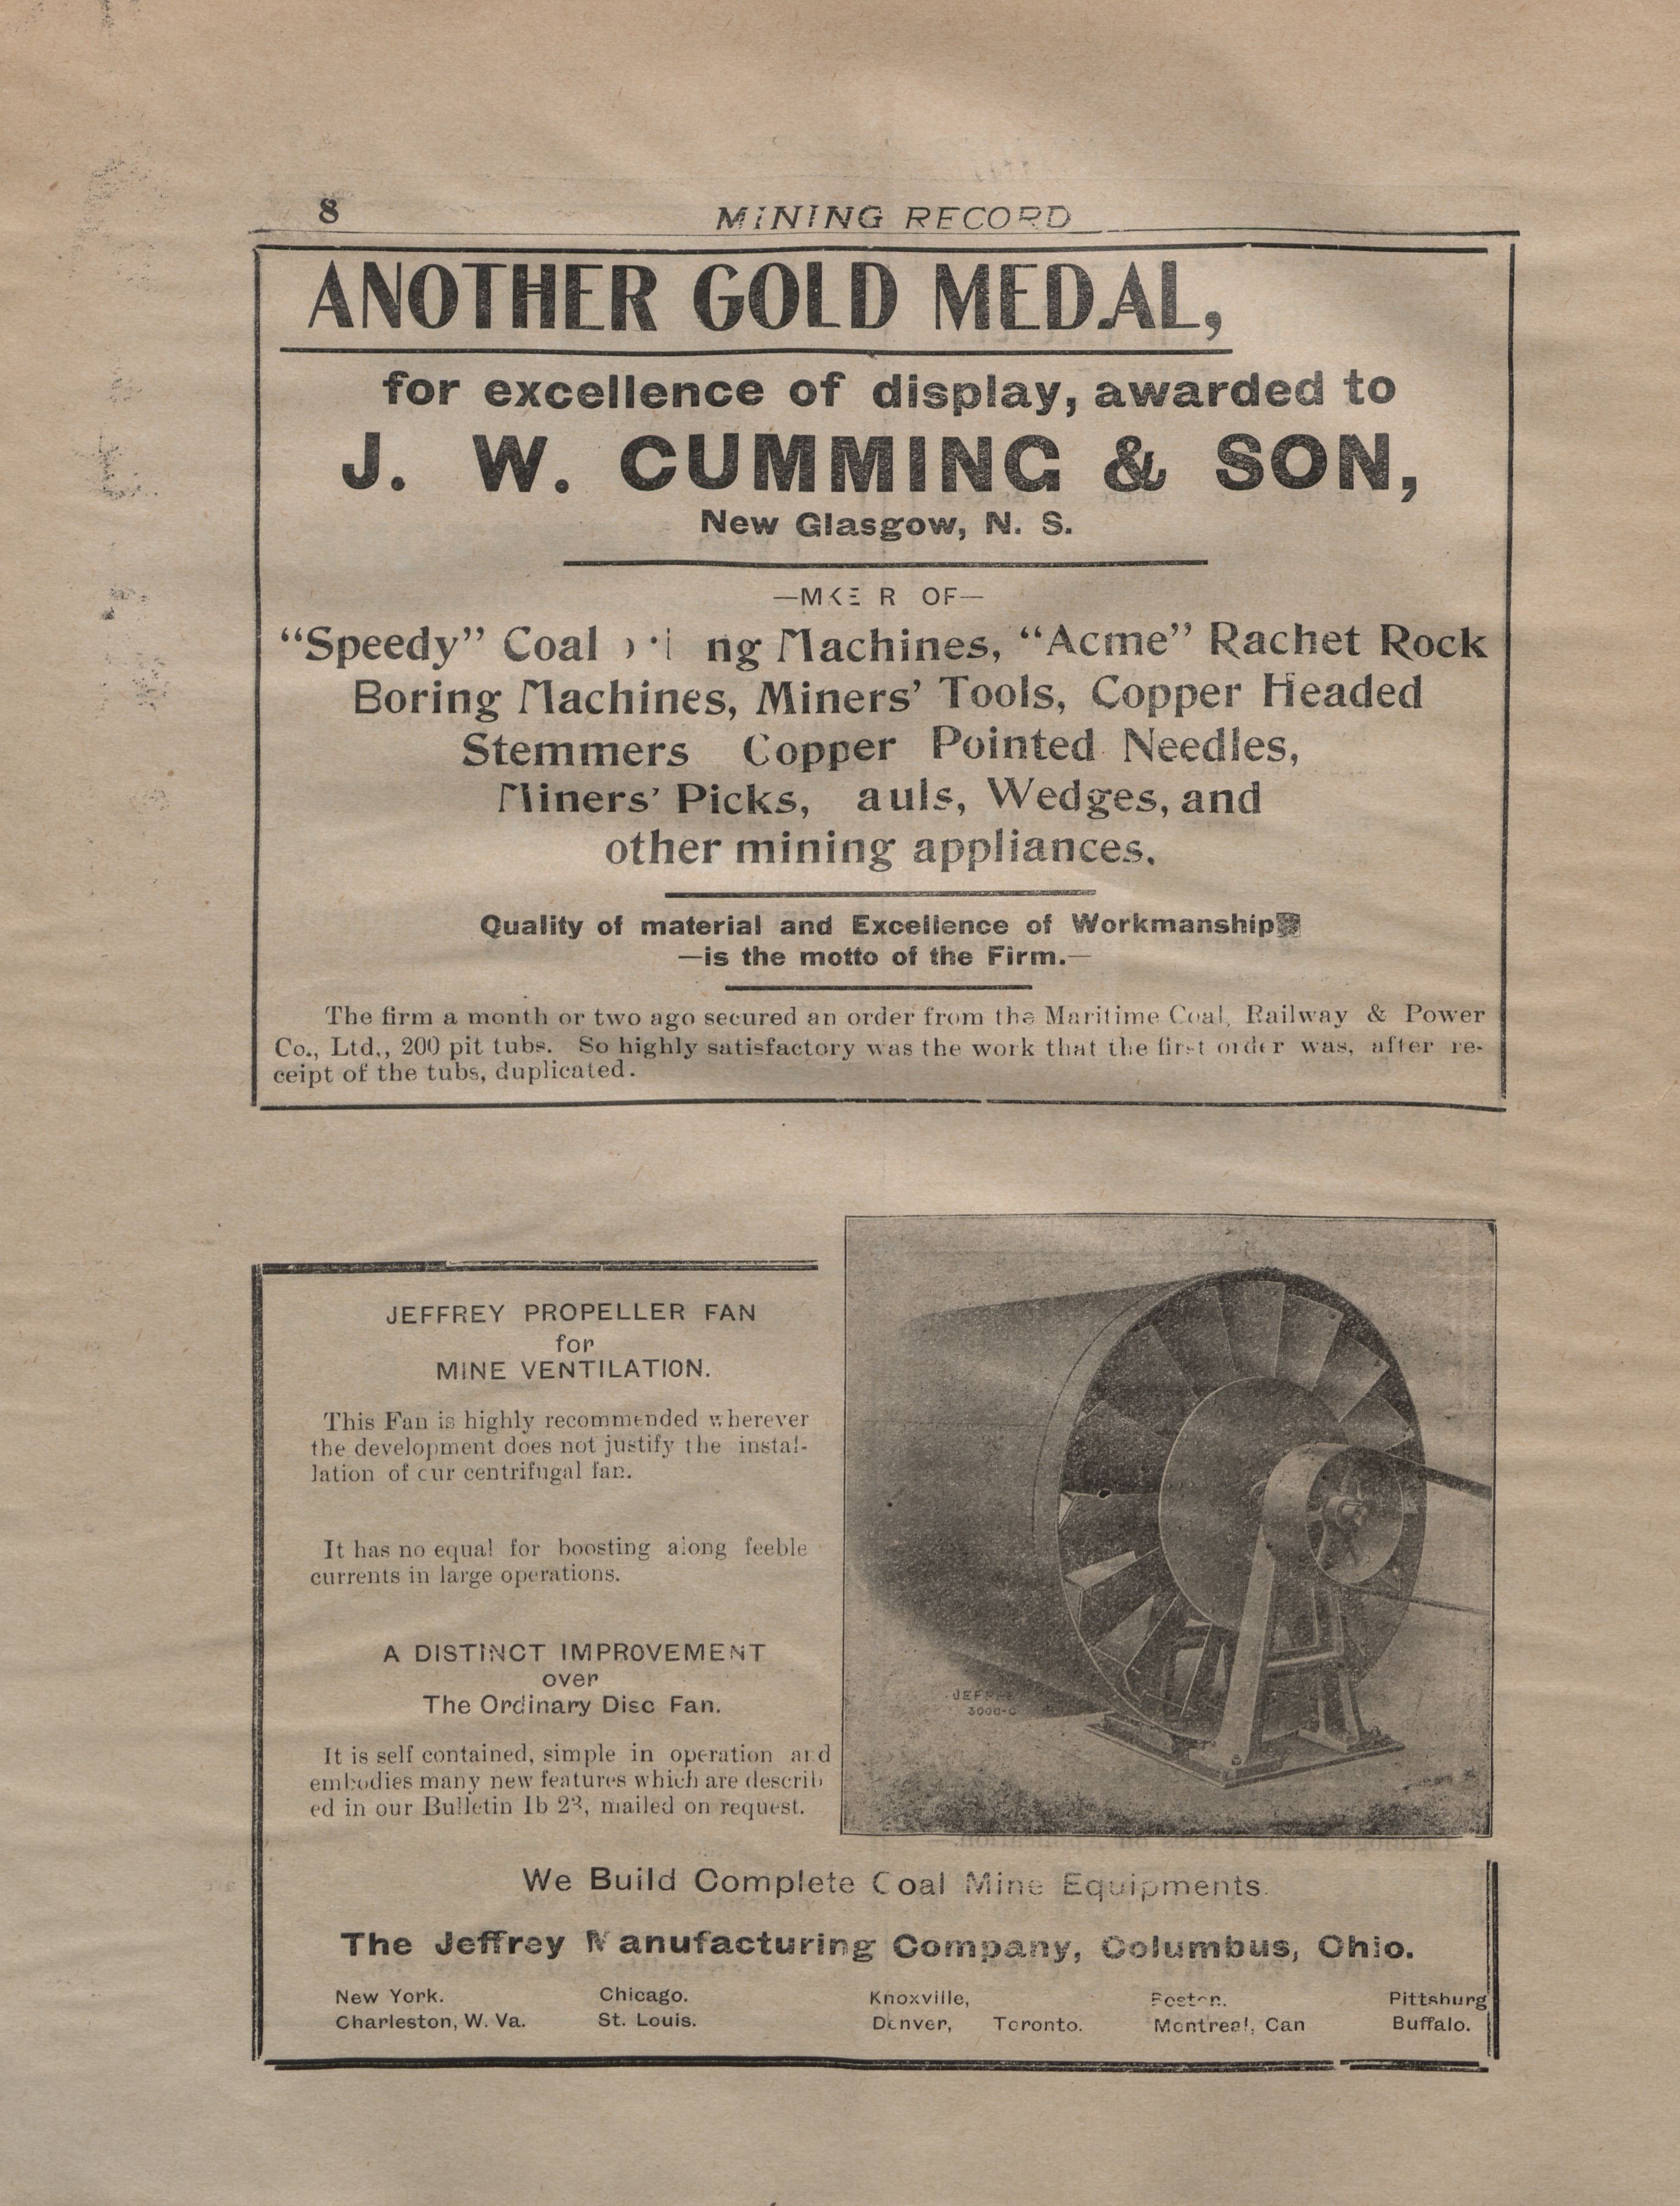 8
MINING RECORD
ANOTHER GOLD MEDAL,
for excellence of display, awarded to
J. W. CUMMING & SON,
New Glasgow, N. S.
OF—
“Speedy” Coal Machines, “Acme” Rachet Rock
Boring Machines, Miners’ Tools, Copper Headed
Stemmers Copper Pointed Needles,
Miners’ Picks, auls, Wedges, and
other mining appliances.
Quality of material and Excellence of Workmanship
—is the motto of the Firm.—
The firm a month or two ago secured an order from the Maritime Coal, Railway & Power
Co., Ltd., 200 pit tubs. So highly satisfactory was the work that the first order was, after re-
ceipt of the tubs, duplicated.
JEFFREY PROPELLER FAN
for
MINE VENTILATION.
This Fan is highly recommended wherever
the development does not justify the instal-
lation of our centrifugal fan.
It has no equal for boosting along feeble
currents in large operations.
A DISTINCT IMPROVEMENT
over
The Ordinary Disc Fan.
It is self contained, simple in operation and
embodies many new features which are describ
ed in our Bulletin 1b 23, mailed on request.
JEFFREY
3000-C
We Build Complete Coal Mine Equipments.
The Jeffrey Manufacturing Company, Columbus, Ohio.
New York. Chicago. Knoxville, Boston. Pittsburg
Charleston, W. Va. St. Louis. Denver, Toronto. Montreal, Can Buffalo.